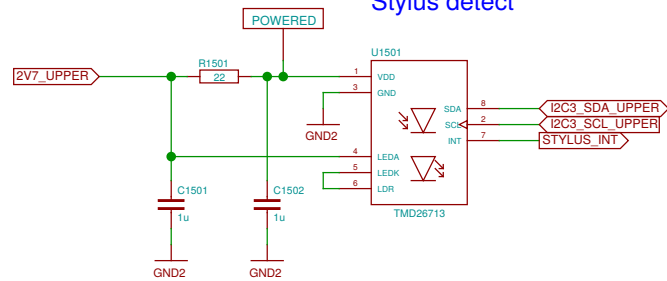 Stylus detect
POWERED
U1501
R1501
2V7_UPPER
22
1
VDD
3
GND
SDA
8
I2C3_SDA_UPPER
SCL
2
I2C3_SCL_UPPER
GND2
INT
7
STYLUS_INT
4
LEDA
5
LEDK
6
LDR
C1501
C1502
1u
1u
TMD26713
GND2
GND2